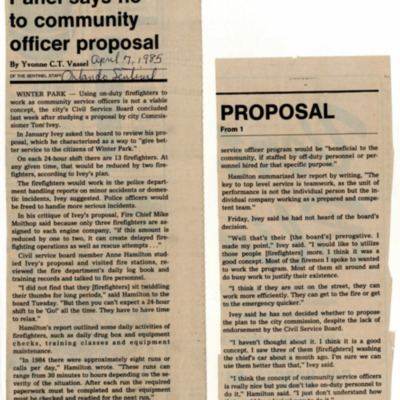 Panel says no
to community
officer proposal
By Yvonne C.T. Vassel April 7, 1985
OF THE SENTINEL STAFF Orlando Sentinel
WINTER PARK — Using on-duty firefighters to
work as community service officers is not a viable
concept, the city's Civil Service Board concluded
last week after studying a proposal by city Commis-
sioner Tom Ivey.
In January Ivey asked the board to review his pro-
posal, which he characterized as a way to "give bet-
ter service to the citizens of Winter Park."
On each 24-hour shift there are 13 firefighters. At
any given time, that would be reduced by two fire-
fighters, according to Ivey's plan.
The firefighters would work in the police depart-
ment handling reports on minor accidents or domes-
tic incidents, Ivey suggested. Police officers would
be freed to handle more serious incidents.
In his critique of Ivey's proposal, Fire Chief Mike
Molthop said because only three firefighters are as-
signed to each engine company, "if this amount is
reduced by one to two, it can create delayed fire-
fighting operations as well as rescue attempts . . ."
Civil service board member Anne Hamilton stud-
ied Ivey's proposal and visited fire stations, re-
viewed the fire department's daily log book and
training records and talked to fire personnel.
"I did not find that they [firefighters] sit twiddling
their thumbs for long periods," said Hamilton to the
board Tuesday. "But then you can't expect a 24-hour
shift to be 'Go!' all the time. They have to have time
to relax."
Hamilton's report outlined some daily activities of
firefighters, such as daily drug box and equipment
checks, training classes and equipment
maintenance.
"In 1984 there were approximately eight runs or
calls per day," Hamilton wrote. "These runs can
range from 30 minutes to hours depending on the se-
verity of the situation. After each run the required
paperwork must be completed and the equipment
must be checked and readied for the next run."
PROPOSAL
From 1
service officer program would be "beneficial to the
community, if staffed by off-duty personnel or per-
sonnel hired for that specific purpose."
Hamilton summarized her report by writing, "The
key to top level service is teamwork, as the unit of
performance is not the individual person but the in-
dividual company working as a prepared and compe-
tent team."
Friday, Ivey said he had not heard of the board's
decision.
"Well that's their [the board's] prerogative. I
made my point," Ivey said. "I would like to utilize
those people [firefighters] more. I think it was a
good concept. Most of the firemen I spoke to wanted
to work the program. Most of them sit around and
do busy work to justify their existence.
"I think if they are out on the street, they can
work more efficiently. They can get to the fire or get
to the emergency quicker."
Ivey said he has not decided whether to propose
the plan to the city commission, despite the lack of
endorsement by the Civil Service Board.
"I haven't thought about it. I think it is a good
concept. I saw three of them [firefighters] washing
the chief's car about a month ago. I'm sure we can
use them better than that," Ivey said.
"I think the concept of community service officers
is really nice but you don't take on-duty personnel to
do it," Hamilton said. "I just don't understand how